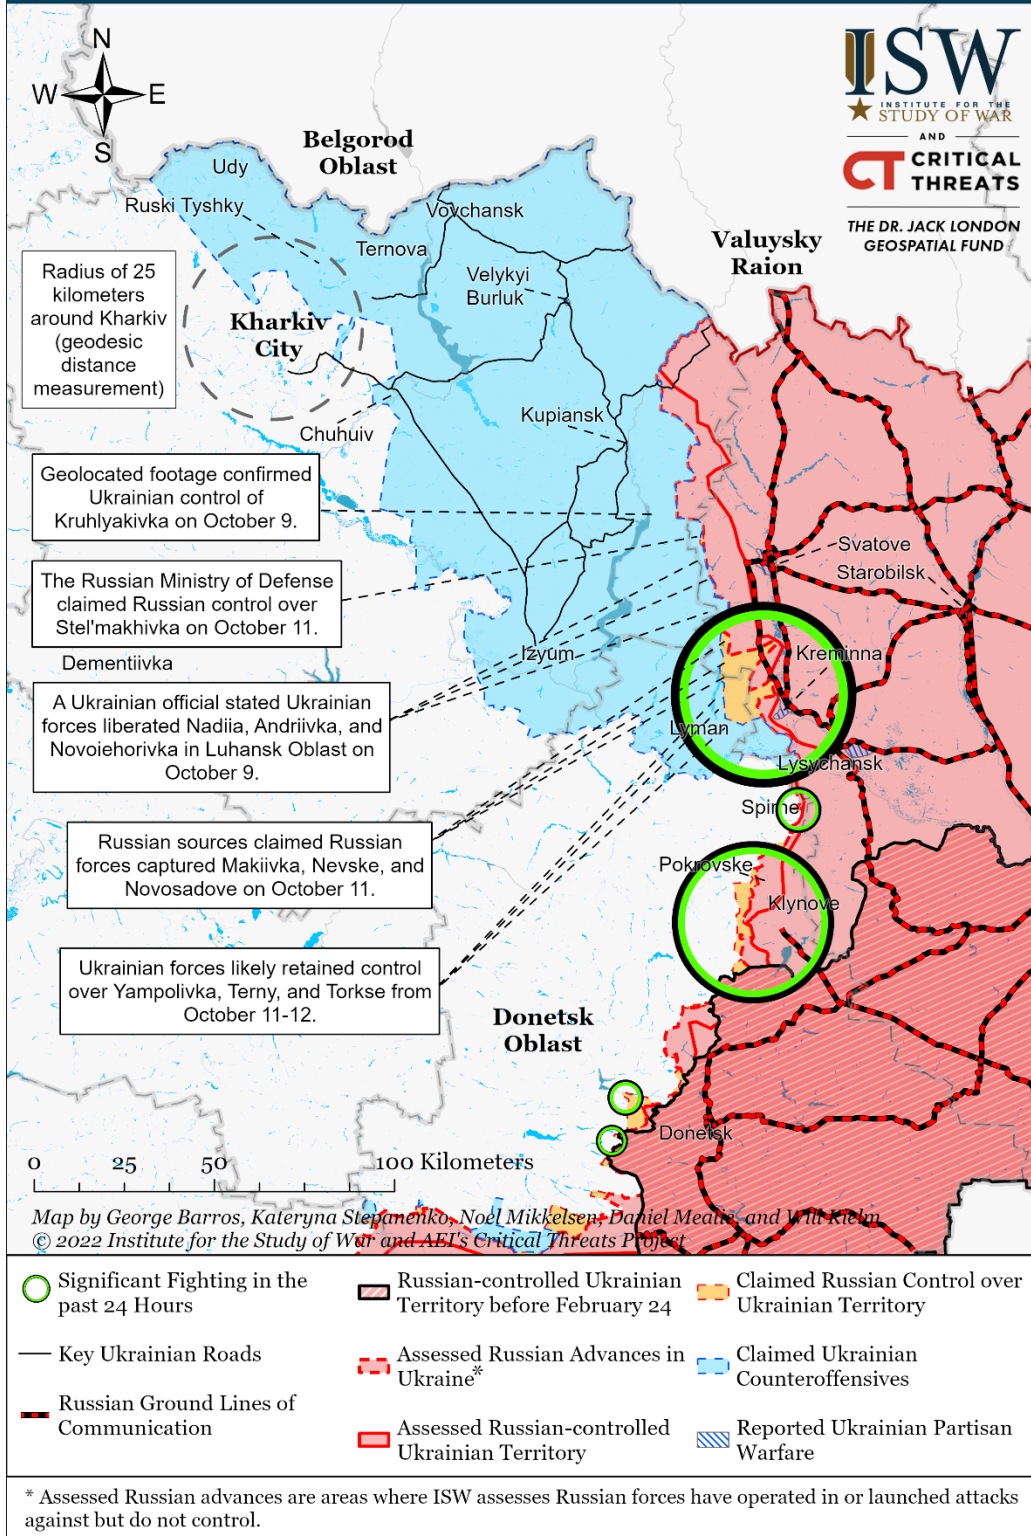 N
W E
S
ISW
INSTITUTE FOR THE
STUDY OF WAR
AND
CT CRITICAL
THREATS
THE DR. JACK LONDON
GEOSPATIAL FUND
Belgorod
Oblast
Udy
Ruski Tyshky
Vovchansk
Ternova
Valuysky
Raion
Velykyi
Burluk
Radius of 25
kilometers
around Kharkiv
(geodesic
distance
measurement)
Kharkiv
City
Kupiansk
Chuhuiv
Geolocated footage confirmed
Ukrainian control of
Kruhlyakivka on October 9.
Svatove
Starobilsk
The Russian Ministry of Defense
claimed Russian control over
Stel'makhivka on October 11.
Izyum
Kreminna
Dementiivka
A Ukrainian official stated Ukrainian
forces liberated Nadiia, Andriivka, and
Novoiehorivka in Luhansk Oblast on
October 9.
Lyman
Lysychansk
Spirne
Russian sources claimed Russian
forces captured Makiivka, Nevske, and
Novosadove on October 11.
Pokrovske
Klynove
Ukrainian forces likely retained control
over Yampolivka, Terny, and Torkse from
October 11-12.
Donetsk
Oblast
Donetsk
0 25 50 100 Kilometers
Map by George Barros, Kateryna Stepanenko, Noel Mikkelsen, Daniel Mealie, and Will Kielm
© 2022 Institute for the Study of War and AEI's Critical Threats Project
Significant Fighting in the
past 24 Hours
Key Ukrainian Roads
Russian Ground Lines of
Communication
Russian-controlled Ukrainian
Territory before February 24
Assessed Russian Advances in
Ukraine*
Assessed Russian-controlled
Ukrainian Territory
Claimed Russian Control over
Ukrainian Territory
Claimed Ukrainian
Counteroffensives
Reported Ukrainian Partisan
Warfare
* Assessed Russian advances are areas where ISW assesses Russian forces have operated in or launched attacks
against but do not control.